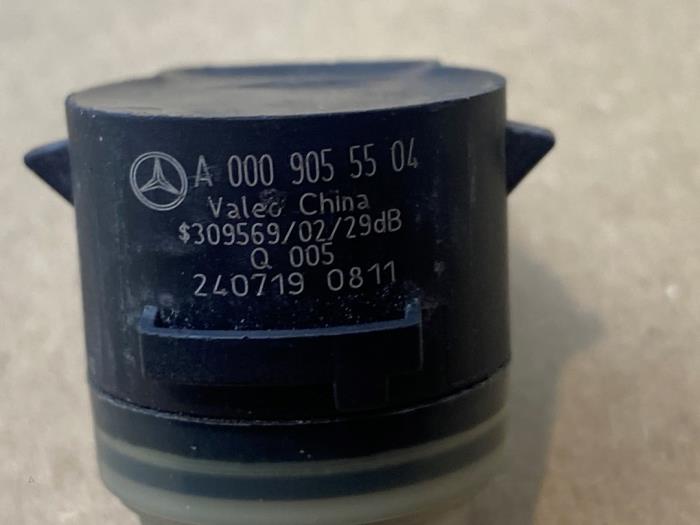 A 000 905 55 04
Valeo China
$309569/02/29dB
Q 005
240719 0811